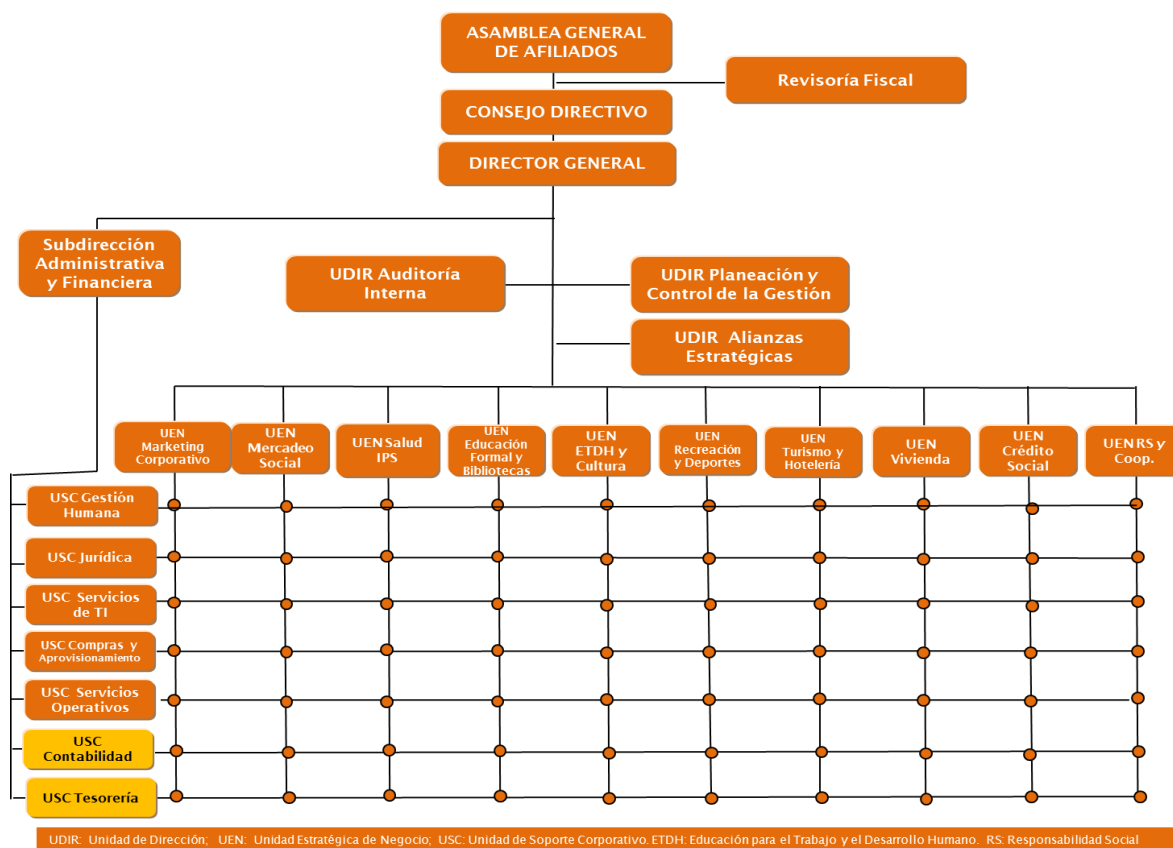 ASAMBLEA GENERAL
DE AFILIADOS
Revisoría Fiscal
CONSEJO DIRECTIVO
DIRECTOR GENERAL
Subdirección
Administrativa
y Financiera
UDIR Auditoría
Interna
UDIR Planeación y
Control de la Gestión
UDIR Alianzas
Estratégicas
UEN
Marketing
Corporativo
UEN
Mercadeo
Social
UEN Salud
IPS
UEN
Educación
Formal y
Bibliotecas
UEN
ETDH y
Cultura
UEN
Recreación
y Deportes
UEN
Turismo y
Hotelería
UEN
Vivienda
UEN
Crédito
Social
UEN RS y
Coop.
USC Gestión
Humana
USC Jurídica
USC Servicios
de TI
USC Compras y
Aprovisionamiento
USC Servicios
Operativos
USC
Contabilidad
USC Tesorería
UDIR: Unidad de Dirección; UEN: Unidad Estratégica de Negocio; USC: Unidad de Soporte Corporativo. ETDH: Educación para el Trabajo y el Desarrollo Humano. RS: Responsabilidad Social